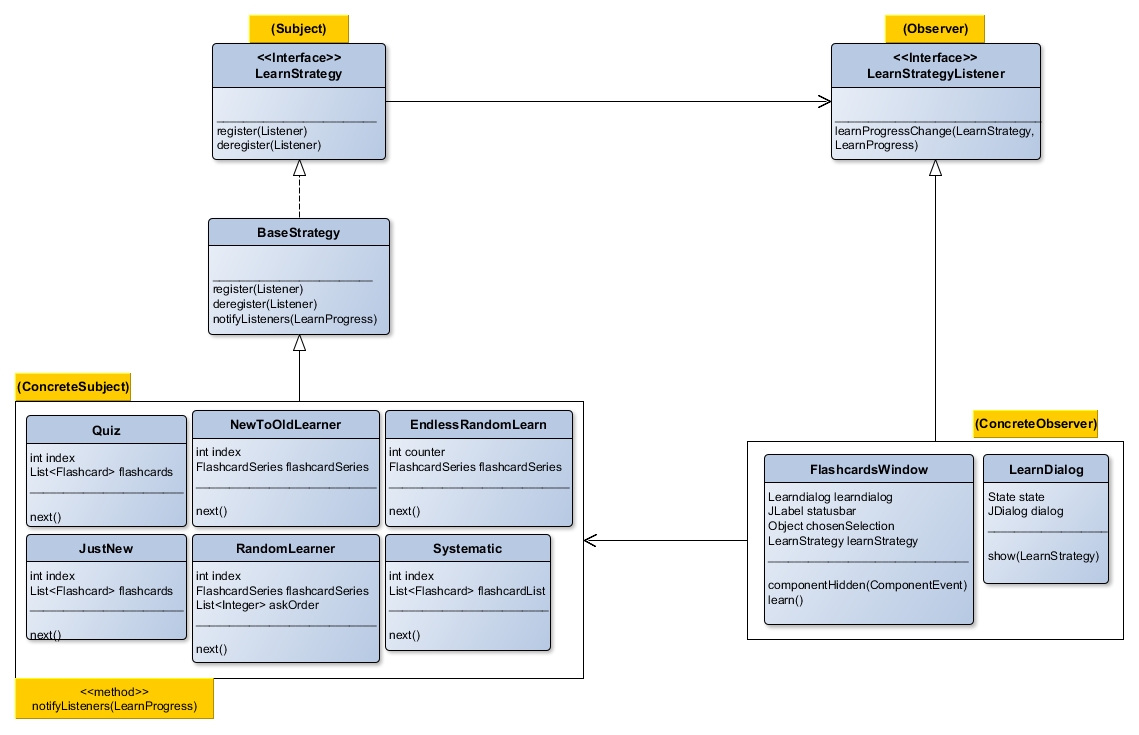 (Subject)
<<Interface>>
LearnStrategy
register(Listener)
deregister(Listener)
(Observer)
<<Interface>>
LearnStrategyListener
learnProgressChange(LearnStrategy,
LearnProgress)
BaseStrategy
register(Listener)
deregister(Listener)
notifyListeners(LearnProgress)
(ConcreteSubject)
Quiz
int index
List<Flashcard> flashcards
next()
NewToOldLearner
int index
FlashcardSeries flashcardSeries
next()
EndlessRandomLearn
int counter
FlashcardSeries flashcardSeries
next()
JustNew
int index
List<Flashcard> flashcards
next()
RandomLearner
int index
FlashcardSeries flashcardSeries
List<Integer> askOrder
next()
Systematic
int index
List<Flashcard> flashcardList
next()
<<method>>
notifyListeners(LearnProgress)
(ConcreteObserver)
FlashcardsWindow
Learndialog learndialog
JLabel statusbar
Object chosenSelection
LearnStrategy learnStrategy
componentHidden(ComponentEvent)
learn()
LearnDialog
State state
JDialog dialog
show(LearnStrategy)